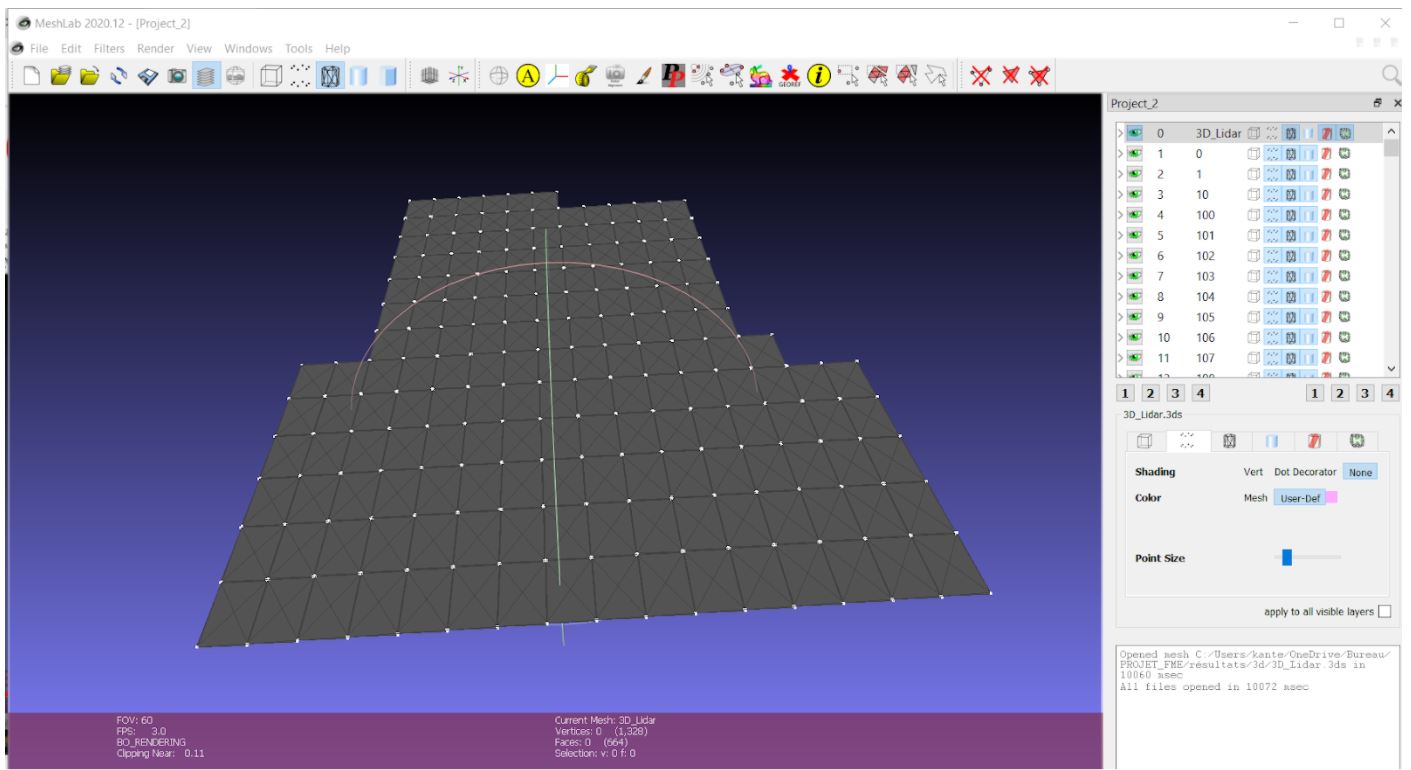 MeshLab 2020.12 - [Project_2]
File Edit Filters Render View Windows Tools Help
A
PP
GEOREF
i
Project_2
0 3D_Lidar
1 0
2 1
3 10
4 100
5 101
6 102
7 103
8 104
9 105
10 106
11 107
12 108
1 2 3 4 1 2 3 4
3D_Lidar.3ds
Shading Vert Dot Decorator None
Color Mesh User-Def
Point Size
apply to all visible layers
Opened mesh C:/Users/kante/OneDrive/Bureau/
PROJET_FME/résultats/3d/3D_Lidar.3ds in
10060 msec
All files opened in 10072 msec
FOV: 60
FPS: 3.0
BO_RENDERING
Clipping Near: 0.11
Current Mesh: 3D_Lidar
Vertices: 0 (1,328)
Faces: 0 (664)
Selection: v: 0 f: 0